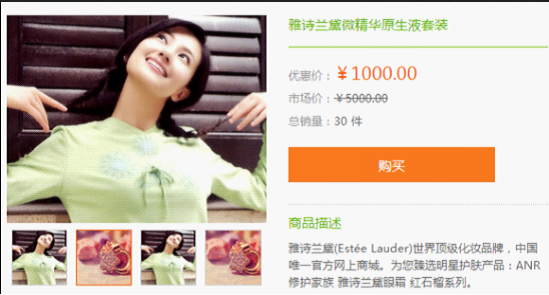 雅诗兰黛微精华原生液套装
优惠价：￥1000.00
市场价：￥5000.00
总销量：30 件
购买
商品描述
雅诗兰黛(Estée Lauder)世界顶级化妆品牌，中国
唯一官方网上商城。为您臻选明星护肤产品：ANR
修护家族 雅诗兰黛眼霜 红石榴系列。